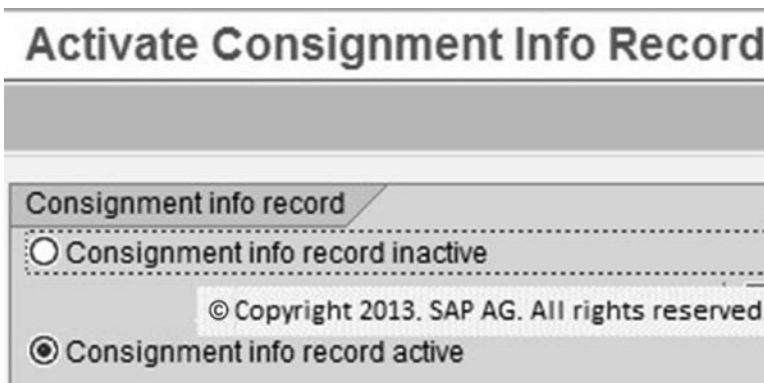 Activate Consignment Info Record
Consignment info record
Consignment info record inactive
© Copyright 2013. SAP AG. All rights reserved
Consignment info record active